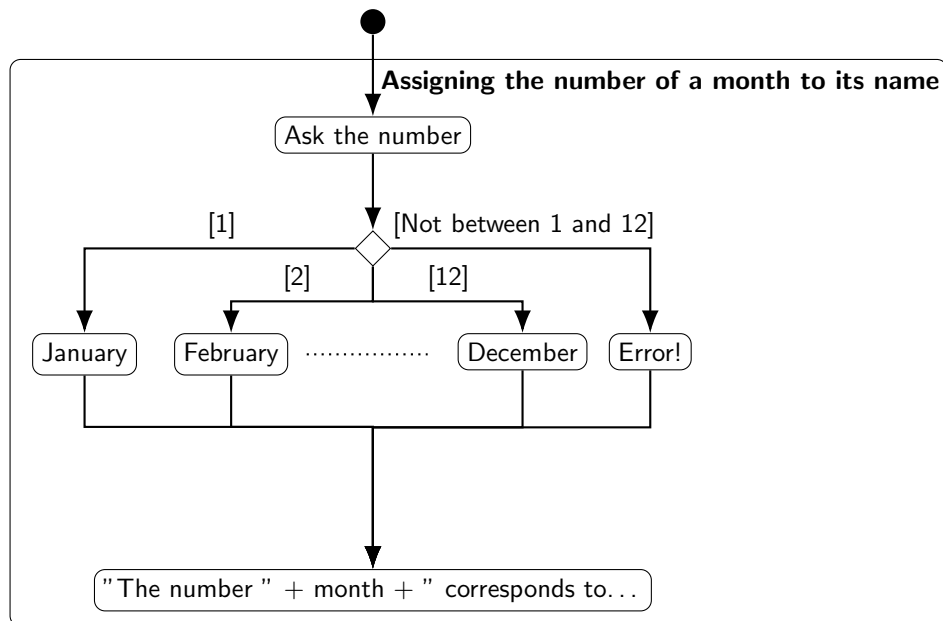 Assigning the number of a month to its name
Ask the number
[1]
[Not between 1 and 12]
[2]
[12]
January
February
December
Error!
”The number ” + month + ” corresponds to...